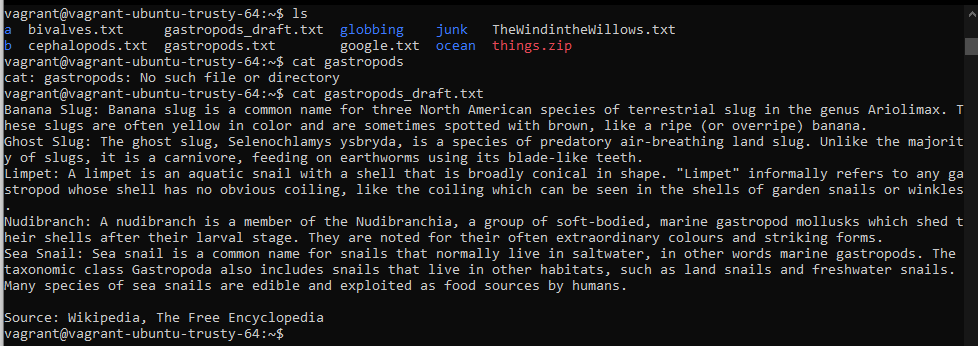 vagrant@vagrant-ubuntu-trusty-64:~$ ls
a  bivalves.txt     gastropods_draft.txt  globbing    junk   TheWindintheWillows.txt
b  cephalopods.txt  gastropods.txt        google.txt  ocean  things.zip
vagrant@vagrant-ubuntu-trusty-64:~$ cat gastropods
cat: gastropods: No such file or directory
vagrant@vagrant-ubuntu-trusty-64:~$ cat gastropods_draft.txt
Banana Slug: Banana slug is a common name for three North American species of terrestrial slug in the genus Ariolimax. T
hese slugs are often yellow in color and are sometimes spotted with brown, like a ripe (or overripe) banana.
Ghost Slug: The ghost slug, Selenochlamys ysbryda, is a species of predatory air-breathing land slug. Unlike the majorit
y of slugs, it is a carnivore, feeding on earthworms using its blade-like teeth.
Limpet: A limpet is an aquatic snail with a shell that is broadly conical in shape. "Limpet" informally refers to any ga
stropod whose shell has no obvious coiling, like the coiling which can be seen in the shells of garden snails or winkles
.
Nudibranch: A nudibranch is a member of the Nudibranchia, a group of soft-bodied, marine gastropod mollusks which shed t
heir shells after their larval stage. They are noted for their often extraordinary colours and striking forms.
Sea Snail: Sea snail is a common name for snails that normally live in saltwater, in other words marine gastropods. The
taxonomic class Gastropoda also includes snails that live in other habitats, such as land snails and freshwater snails.
Many species of sea snails are edible and exploited as food sources by humans.

Source: Wikipedia, The Free Encyclopedia
vagrant@vagrant-ubuntu-trusty-64:~$